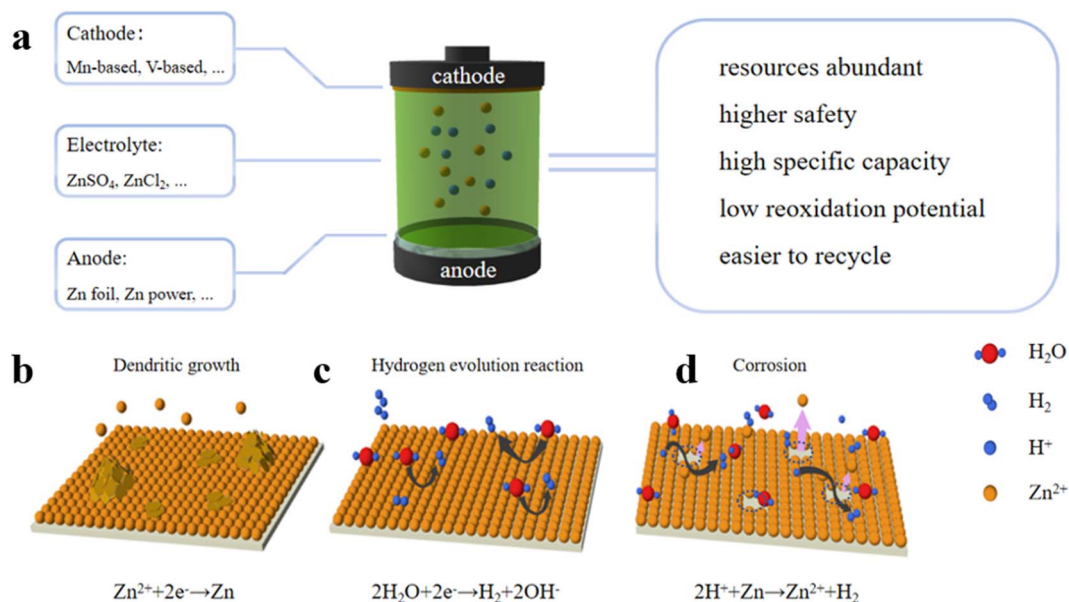 a
Cathode:
Mn-based, V-based, ...
Electrolyte:
ZnSO₄, ZnCl₂, ...
Anode:
Zn foil, Zn power, ...
cathode
anode
resources abundant
higher safety
high specific capacity
low reoxidation potential
easier to recycle
b
Dendritic growth
Zn²⁺+2e⁻→Zn
c
Hydrogen evolution reaction
2H₂O+2e⁻→H₂+2OH⁻
d
Corrosion
2H⁺+Zn→Zn²⁺+H₂
H₂O
H₂
H⁺
Zn²⁺